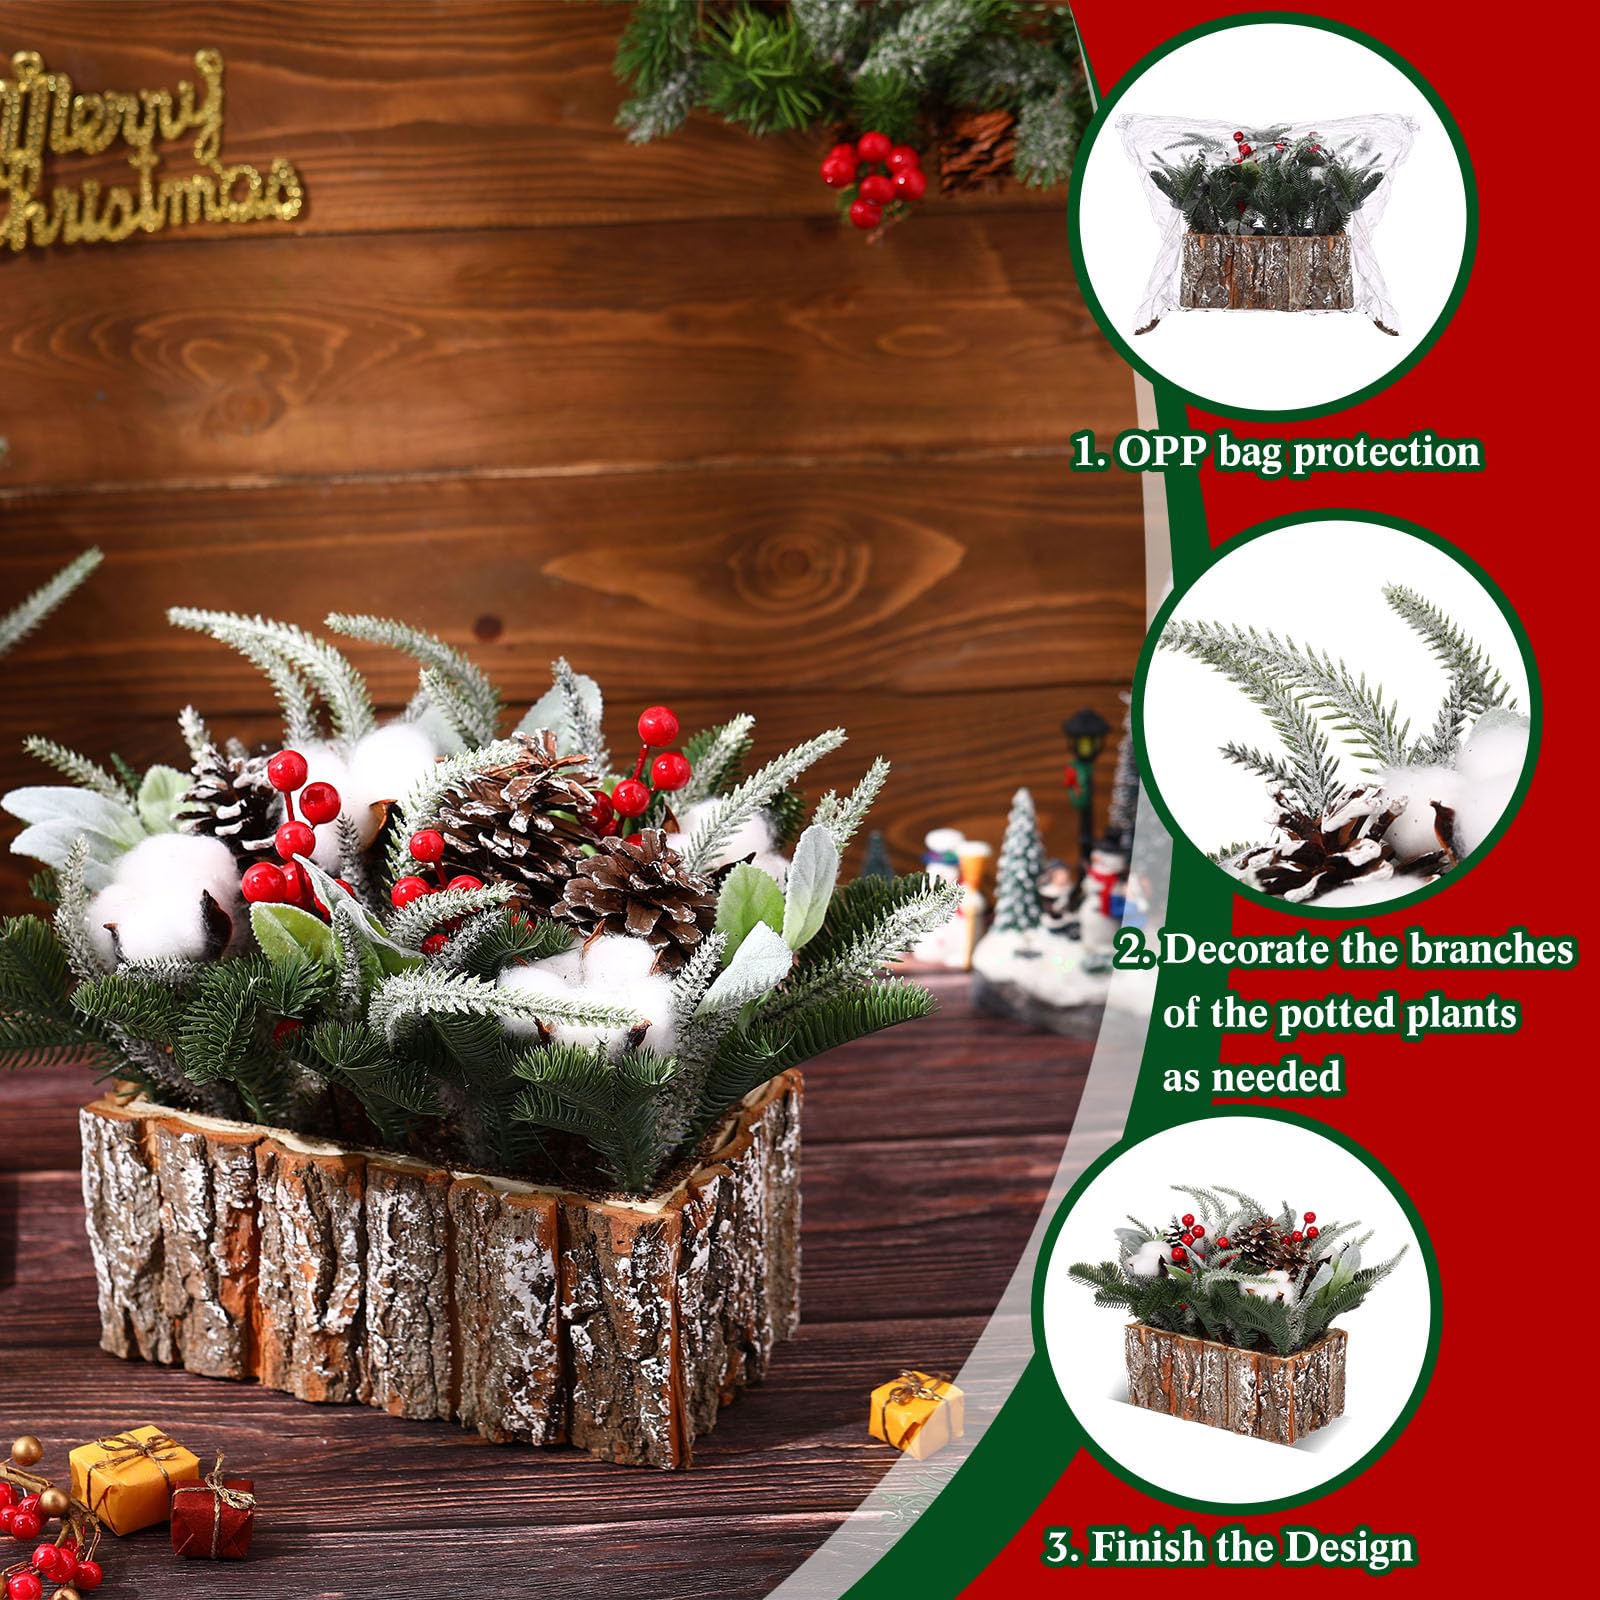 Merry
Christmas
1. OPP bag protection
2. Decorate the branches
of the potted plants
as needed
3. Finish the Design